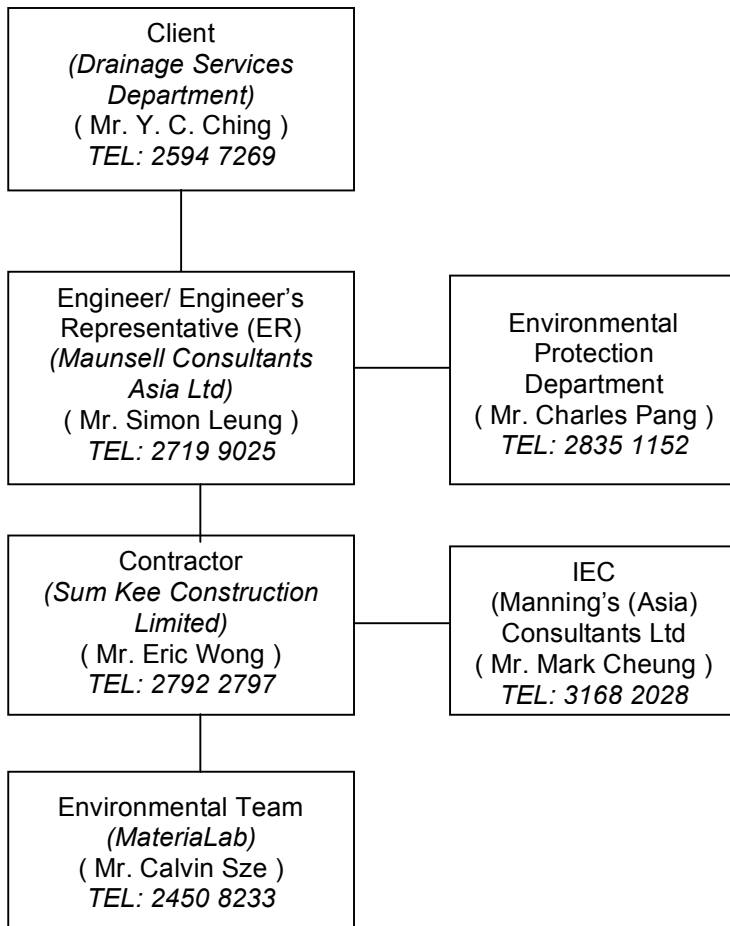 Client
(Drainage Services
Department)
( Mr. Y. C. Ching )
TEL: 2594 7269
Engineer/ Engineer’s
Representative (ER)
(Maunsell Consultants
Asia Ltd)
( Mr. Simon Leung )
TEL: 2719 9025
Environmental
Protection
Department
( Mr. Charles Pang )
TEL: 2835 1152
Contractor
(Sum Kee Construction
Limited)
( Mr. Eric Wong )
TEL: 2792 2797
IEC
(Manning’s (Asia)
Consultants Ltd
( Mr. Mark Cheung )
TEL: 3168 2028
Environmental Team
(MateriaLab)
( Mr. Calvin Sze )
TEL: 2450 8233